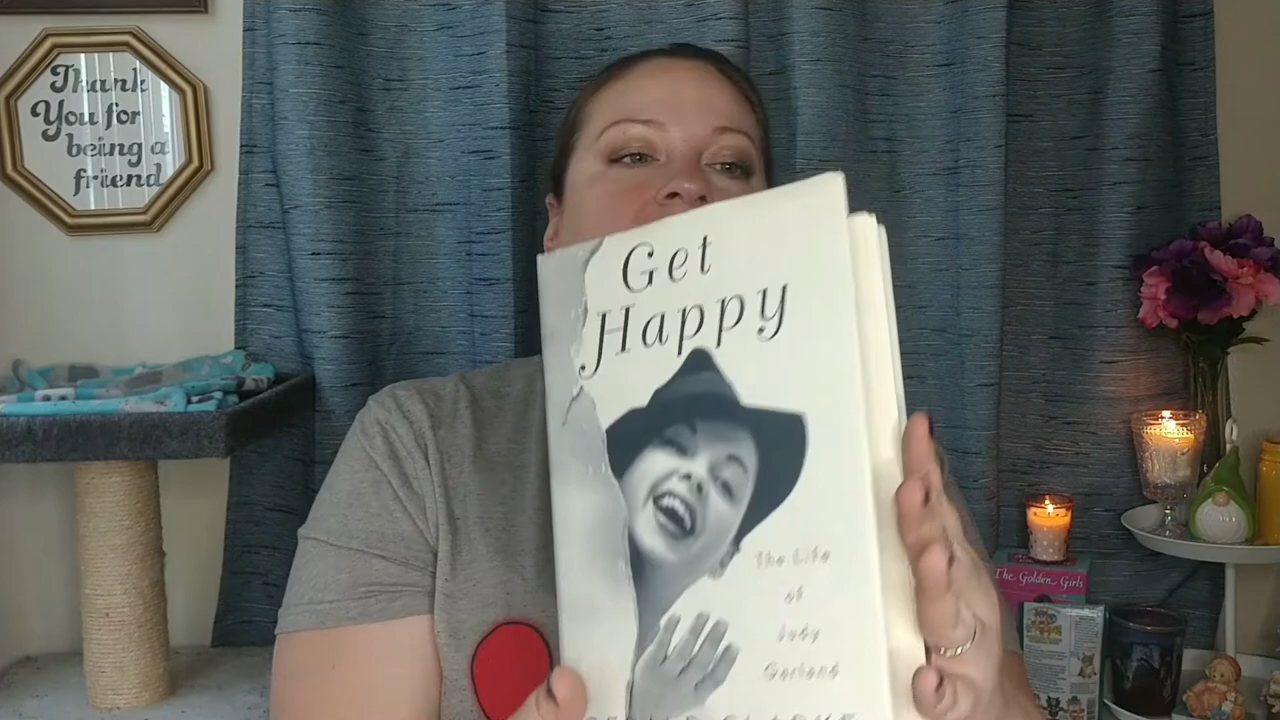 Thank
You for
being a
friend
Get
Happy
The Life
of
Judy
Garland
The Golden Girls